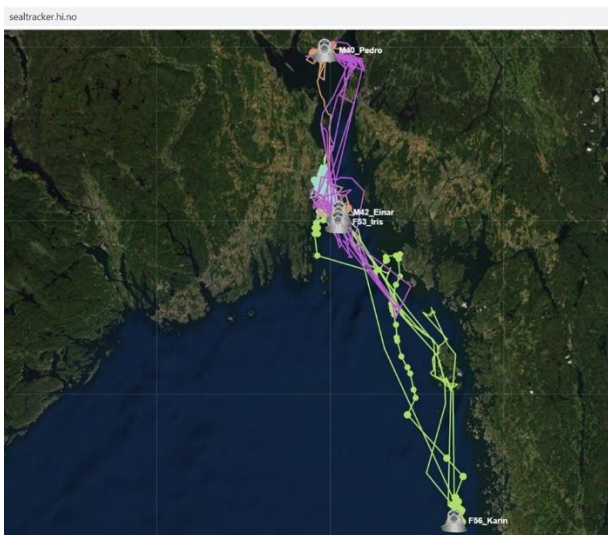 sealtracker.hi.no
M40_Pedro
M42_Einar
F53_Iris
F56_Karin